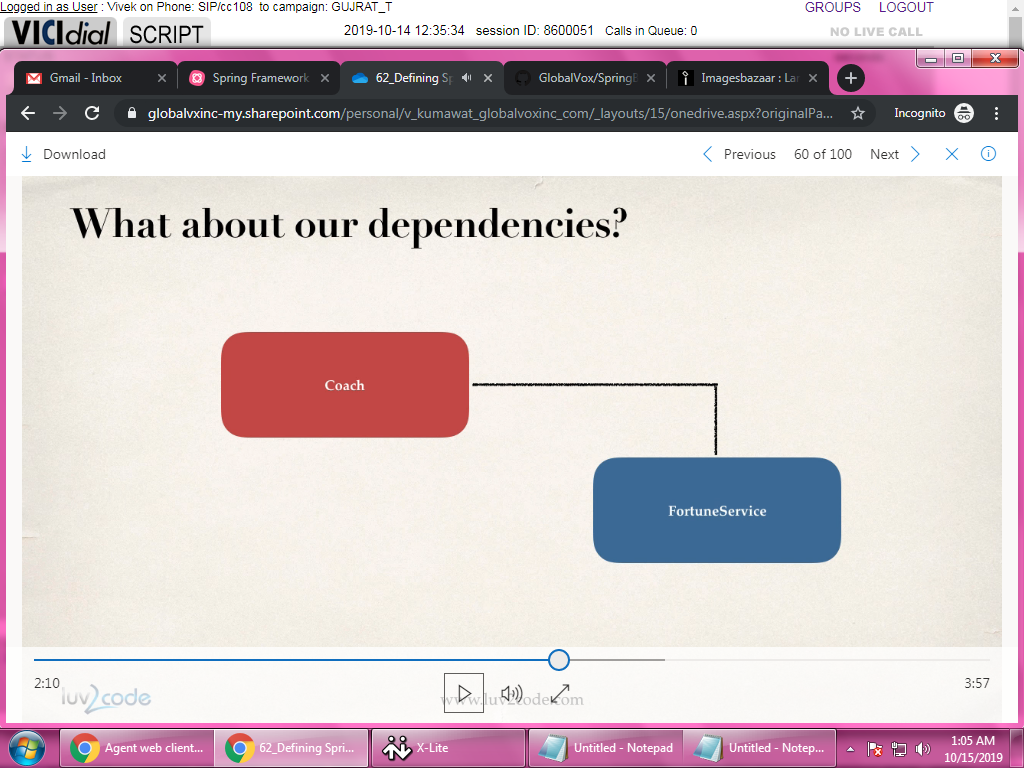 Logged in as User : Vivek on Phone: SIP/cc108 to campaign: GUJRAT_T GROUPS LOGOUT
VICIdial SCRIPT 2019-10-14 12:35:34 session ID: 8600051 Calls in Queue: 0 NO LIVE CALL
Gmail - Inbox Spring Framework 62_Defining Sp GlobalVox/SpringB Imagesbazaar : Lar
globalvxinc-my.sharepoint.com/personal/v_kumawat_globalvoxinc_com/_layouts/15/onedrive.aspx?originalPa... Incognito
Download Previous 60 of 100 Next
What about our dependencies?
Coach
FortuneService
2:10 3:57
luv2code www.luv2code.com
Agent web client... 62_Defining Spri... X-Lite Untitled - Notepad Untitled - Notep... 1:05 AM
10/15/2019